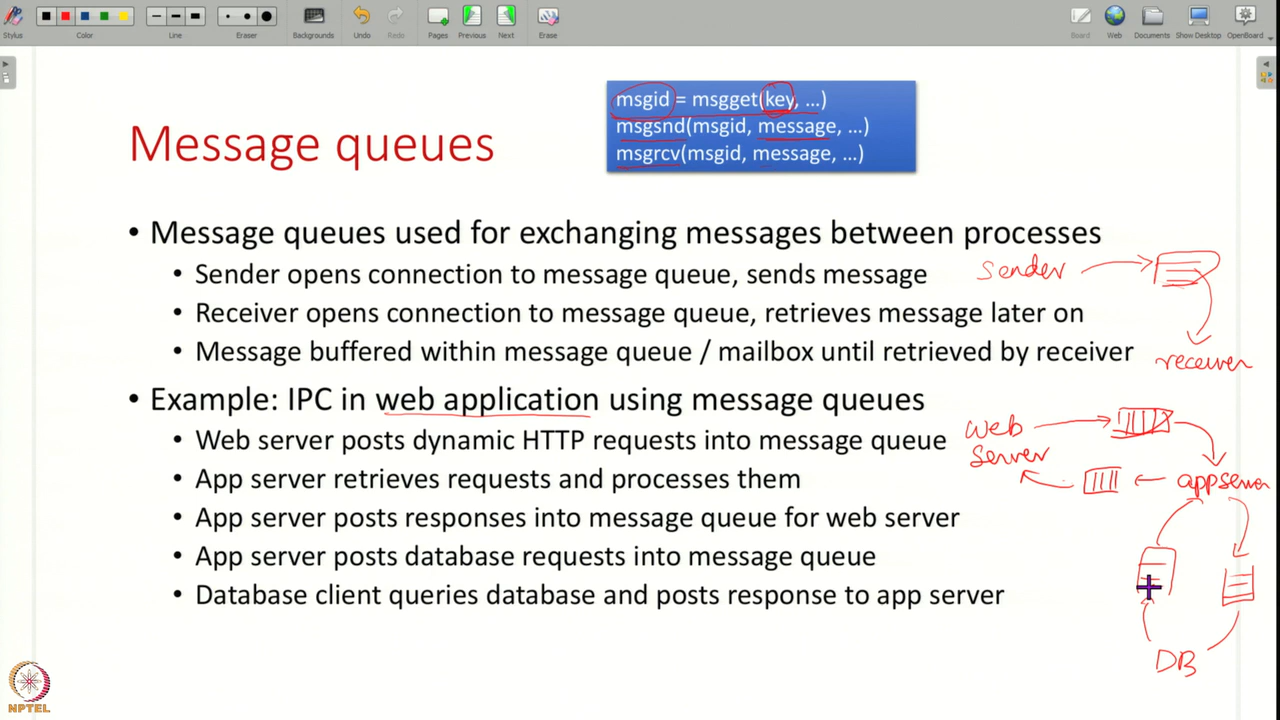 Stylus
Color
Line
Eraser
Backgrounds
Undo
Redo
Pages
Previous
Next
Erase
Board
Web
Documents
Show Desktop
OpenBoard
msgid = msgget(key, ...)
msgsnd(msgid, message, ...)
msgrcv(msgid, message, ...)
Message queues
• Message queues used for exchanging messages between processes
• Sender opens connection to message queue, sends message
• Receiver opens connection to message queue, retrieves message later on
• Message buffered within message queue / mailbox until retrieved by receiver
• Example: IPC in web application using message queues
• Web server posts dynamic HTTP requests into message queue
• App server retrieves requests and processes them
• App server posts responses into message queue for web server
• App server posts database requests into message queue
• Database client queries database and posts response to app server
Sender
receiver
Web
Server
appserver
DB
NPTEL